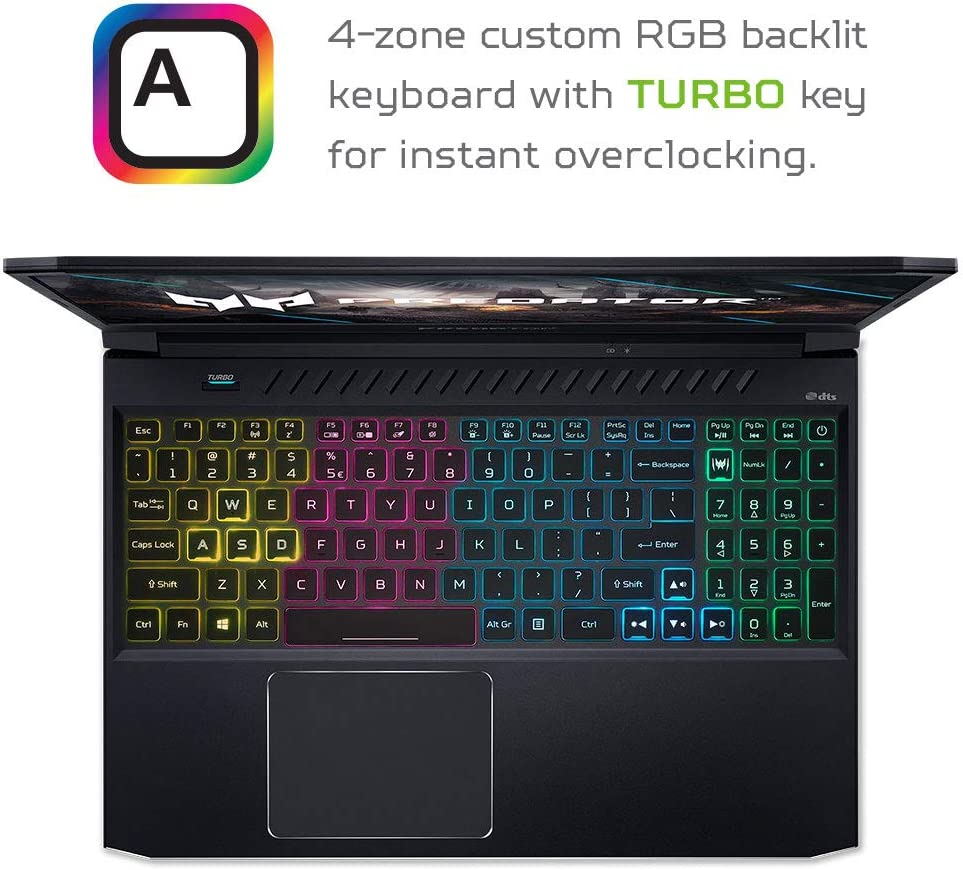 A
4-zone custom RGB backlit
keyboard with TURBO key
for instant overclocking.
PREDATOR™
PREDATOR
TURBO
dts
Esc F1 F2 F3 F4 F5 F6 F7 F8 F9 F10 F11 Pause F12 Scr Lk PrtSc SysRq Del Ins Home Pg Up Pg Dn End
~ ` ! 1 @ 2 # 3 $ 4 % 5 € ^ 6 & 7 * 8 ( 9 ) 0 _ - + = Backspace NumLk / *
Tab Q W E R T Y U I O P { [ } ] | \ 7 Home 8 9 PgUp -
Caps Lock A S D F G H J K L : ; " ' Enter 4 5 6 +
Shift Z X C V B N M < , > . ? / Shift 1 End 2 3 PgDn Enter
Ctrl Fn Alt Alt Gr Ctrl 0 Ins . Del